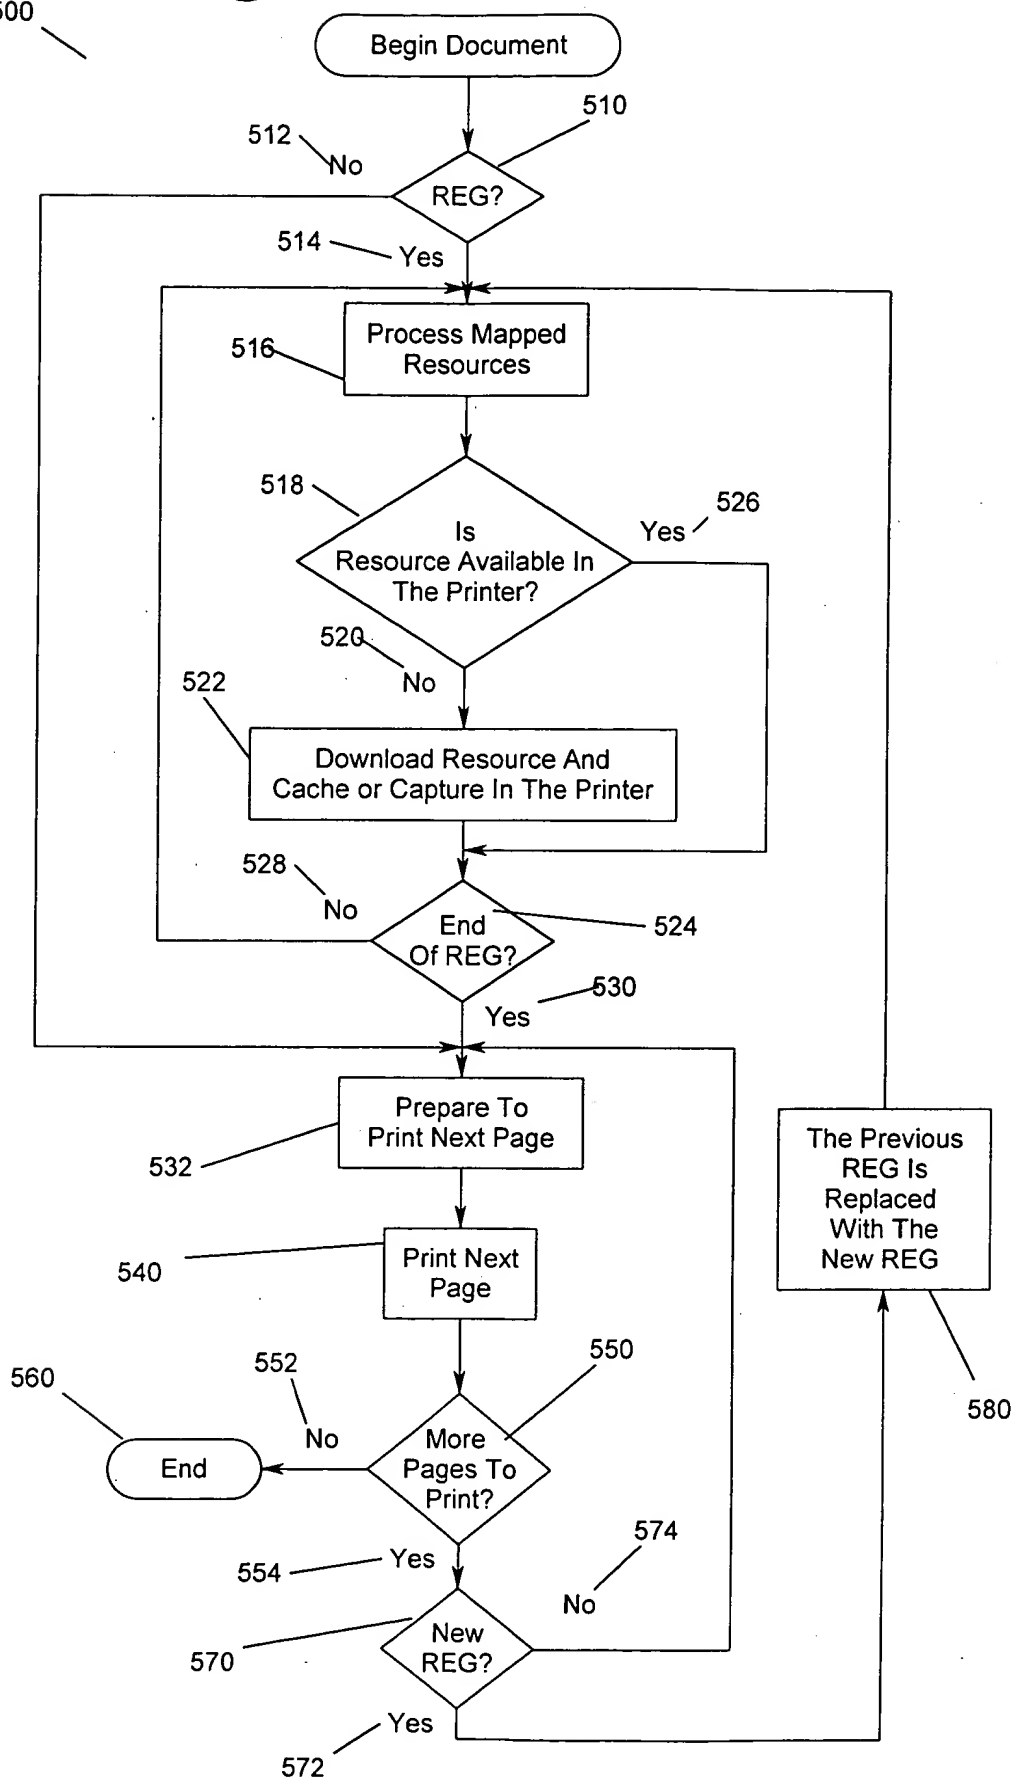 500
Begin Document
510
512
No
REG?
514
Yes
Process Mapped
Resources
516
518
526
Yes
Is
Resource Available In
The Printer?
520
No
522
Download Resource And
Cache or Capture In The Printer
528
No
End
Of REG?
524
530
Yes
Prepare To
Print Next Page
532
The Previous
REG Is
Replaced
With The
New REG
540
Print Next
Page
580
550
552
560
No
More
Pages To
Print?
End
574
554
Yes
No
570
New
REG?
Yes
572